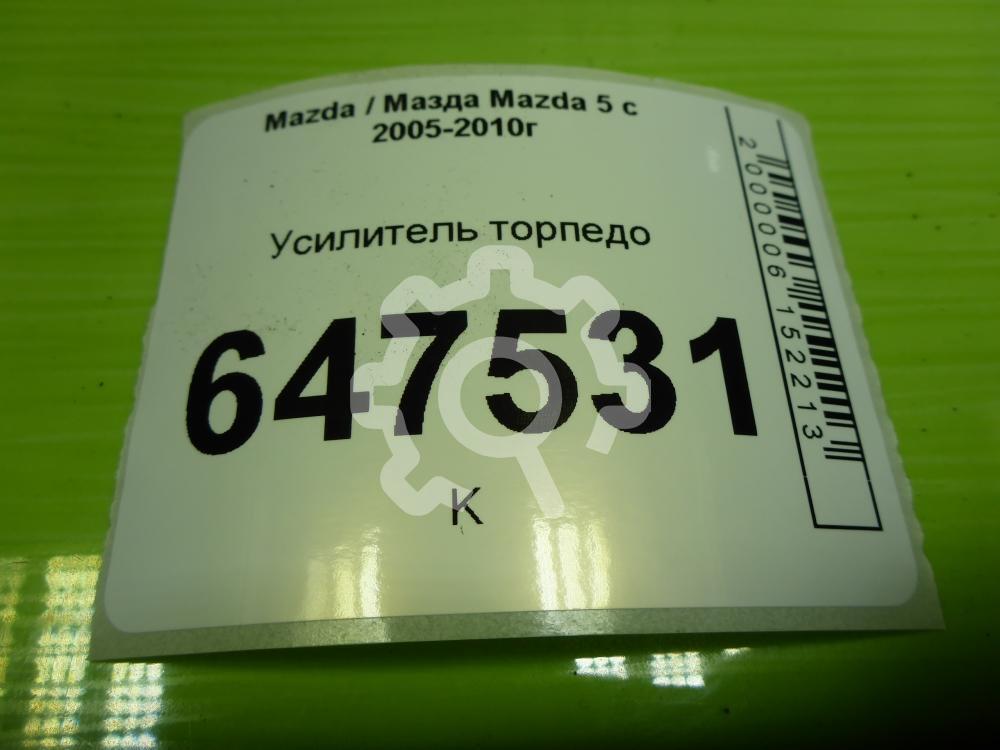 Mazda / Мазда Mazda 5 с
2005-2010г
Усилитель торпедо
647531
К
2000006152213